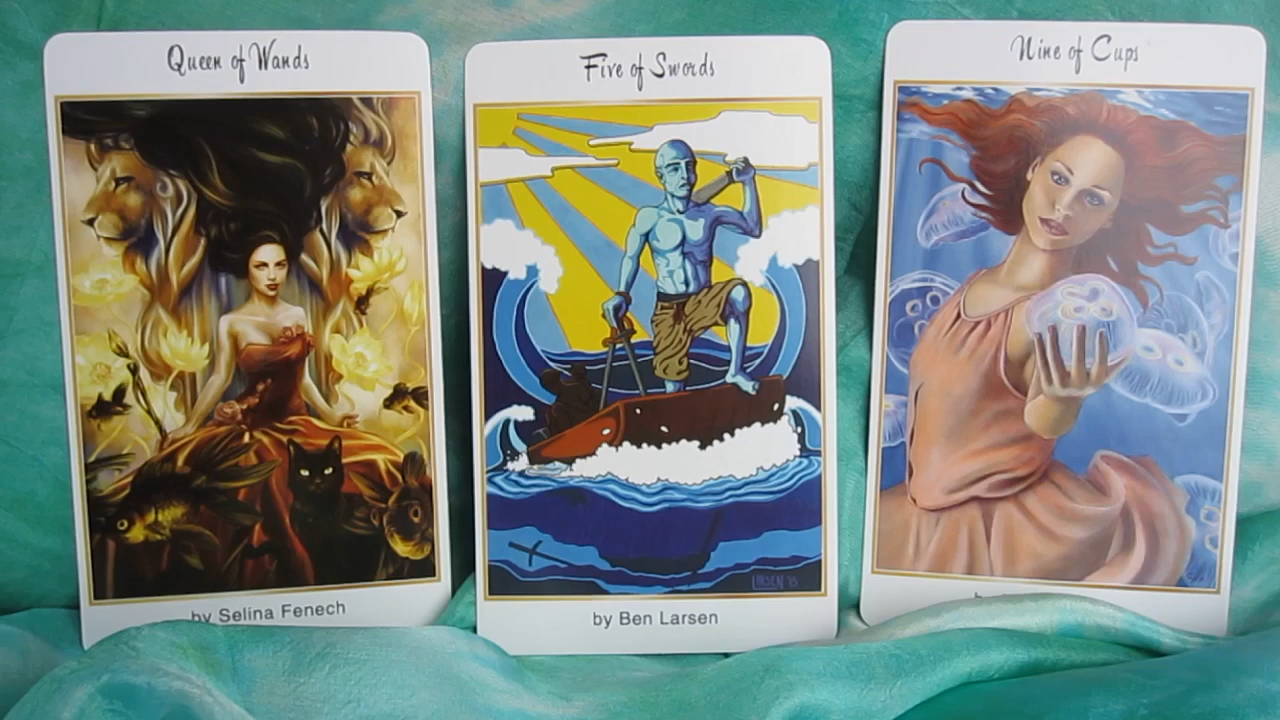 Queen of Wands
Five of Swords
Nine of Cups
LARSEN '15
by Selina Fenech
by Ben Larsen